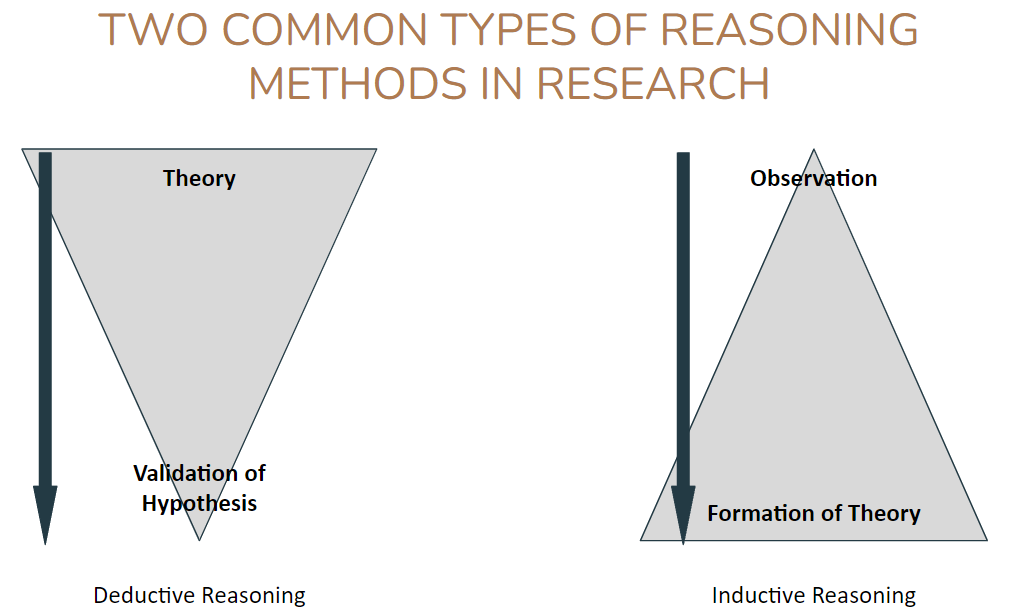 TWO COMMON TYPES OF REASONING
METHODS IN RESEARCH
Theory
Validation of
Hypothesis
Deductive Reasoning
Observation
Formation of Theory
Inductive Reasoning